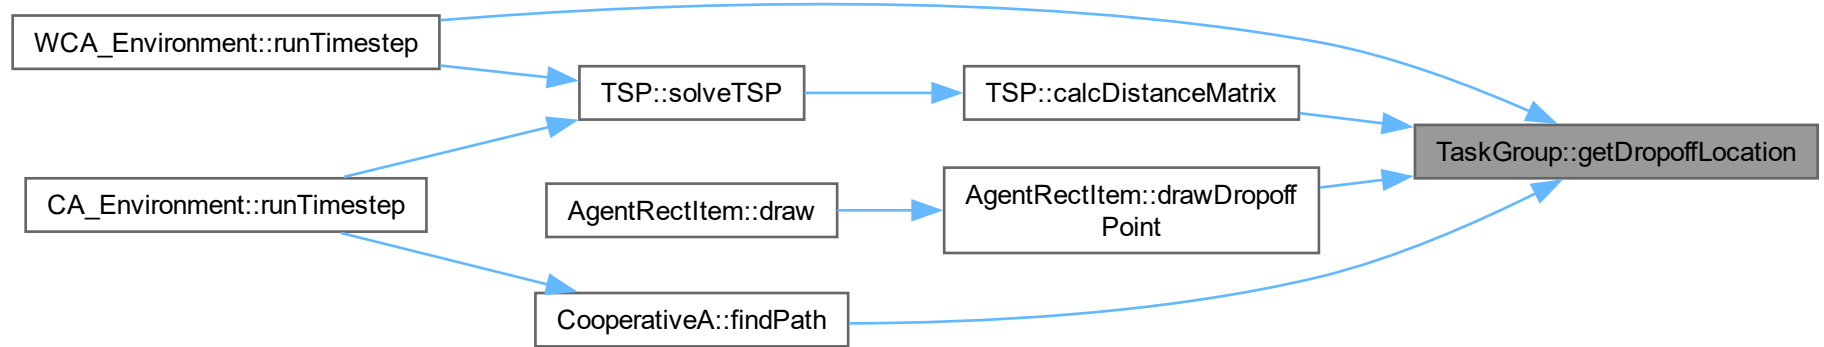 WCA_Environment::runTimestep
TSP::solveTSP
TSP::calcDistanceMatrix
TaskGroup::getDropoffLocation
CA_Environment::runTimestep
AgentRectItem::draw
AgentRectItem::drawDropoff
Point
CooperativeA::findPath